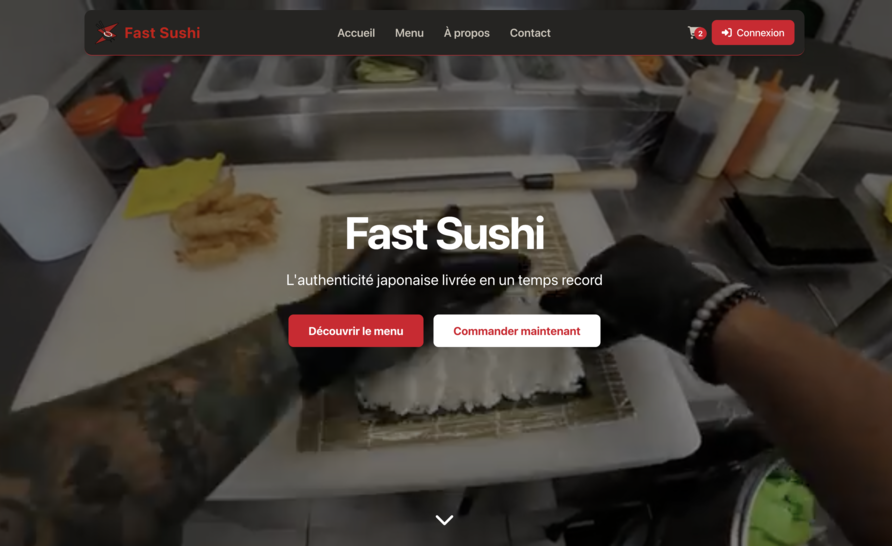 Fast Sushi
Accueil Menu À propos Contact
2
Connexion
Fast Sushi
L'authenticité japonaise livrée en un temps record
Découvrir le menu
Commander maintenant